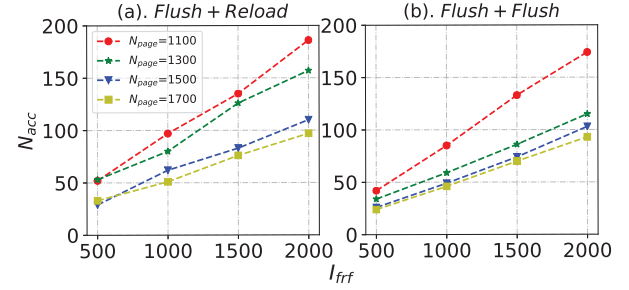 (a). Flush + Reload
(b). Flush + Flush
N_acc
200
150
100
50
0
N_page=1100
N_page=1300
N_page=1500
N_page=1700
500
1000
1500
2000
200
150
100
50
0
500
1000
1500
2000
I_frf